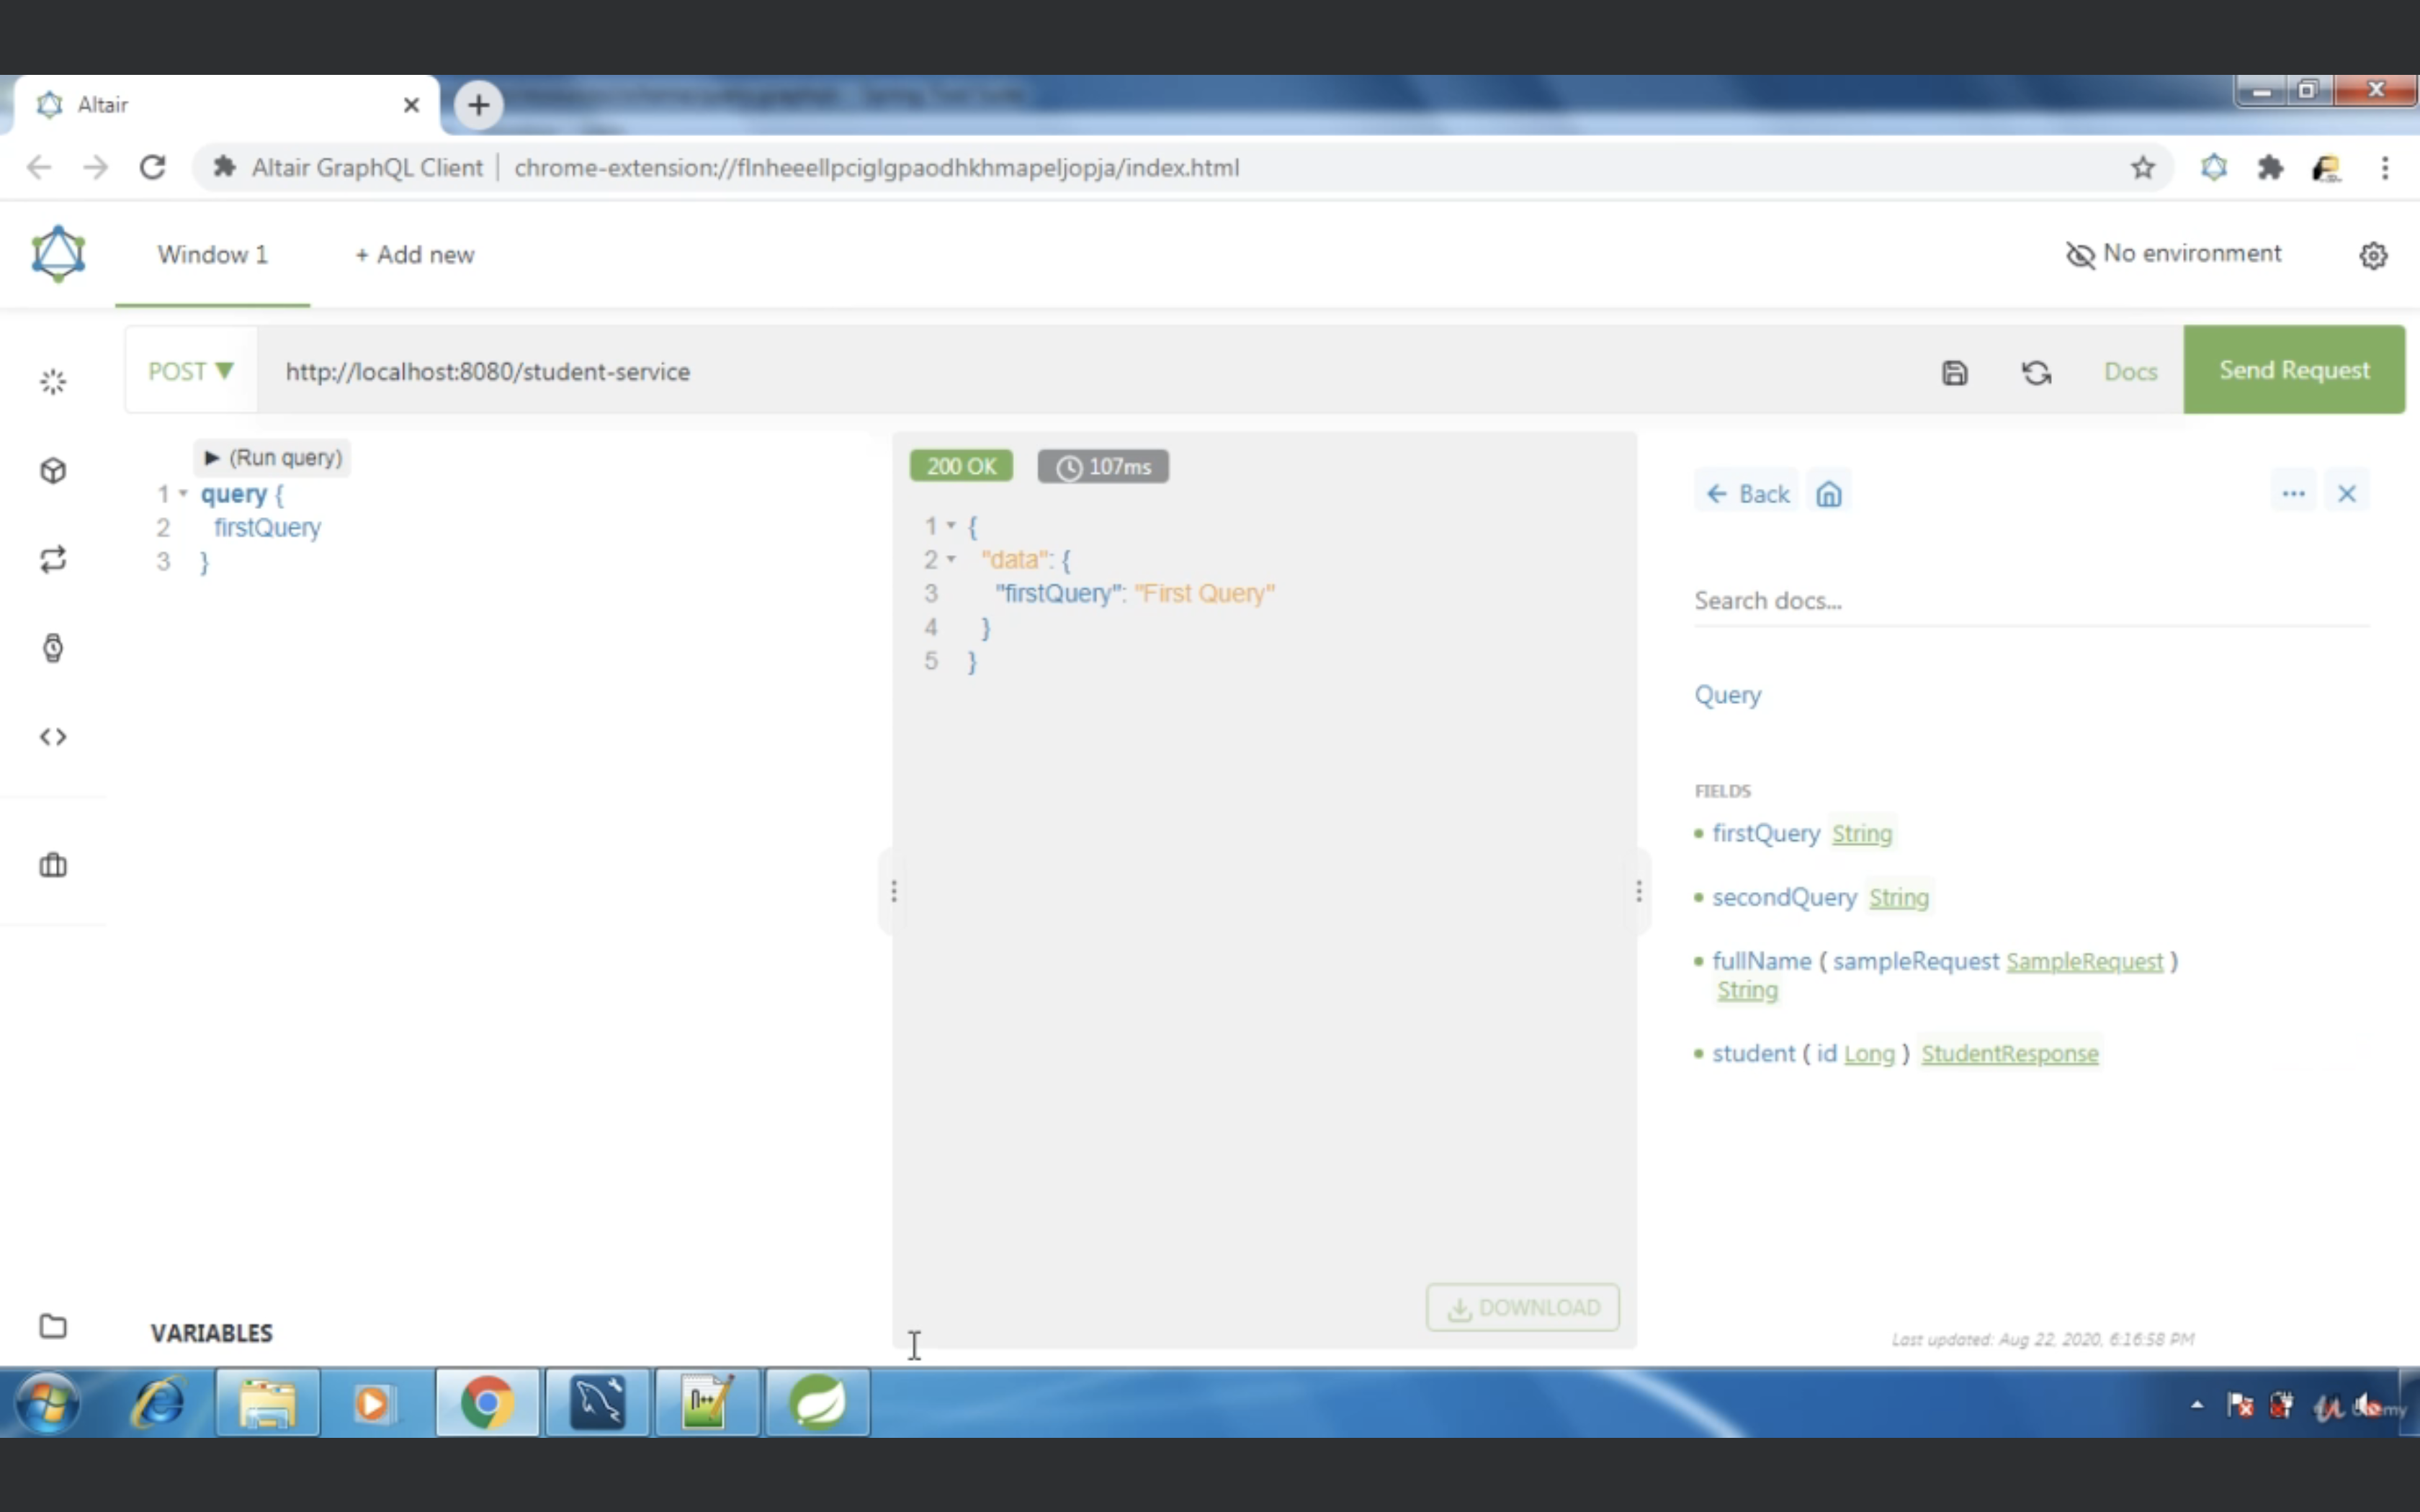 Altair
Altair GraphQL Client | chrome-extension://flnheeellpciglgpaodhkhmapeljopja/index.html
Window 1
+ Add new
No environment
POST
http://localhost:8080/student-service
Docs
Send Request
(Run query)
1 query {
2 firstQuery
3 }
200 OK
107ms
1 {
2 "data": {
3 "firstQuery": "First Query"
4 }
5 }
DOWNLOAD
Back
Search docs...
Query
FIELDS
firstQuery String
secondQuery String
fullName ( sampleRequest SampleRequest )
String
student ( id Long ) StudentResponse
Last updated: Aug 22, 2020, 6:16:58 PM
VARIABLES